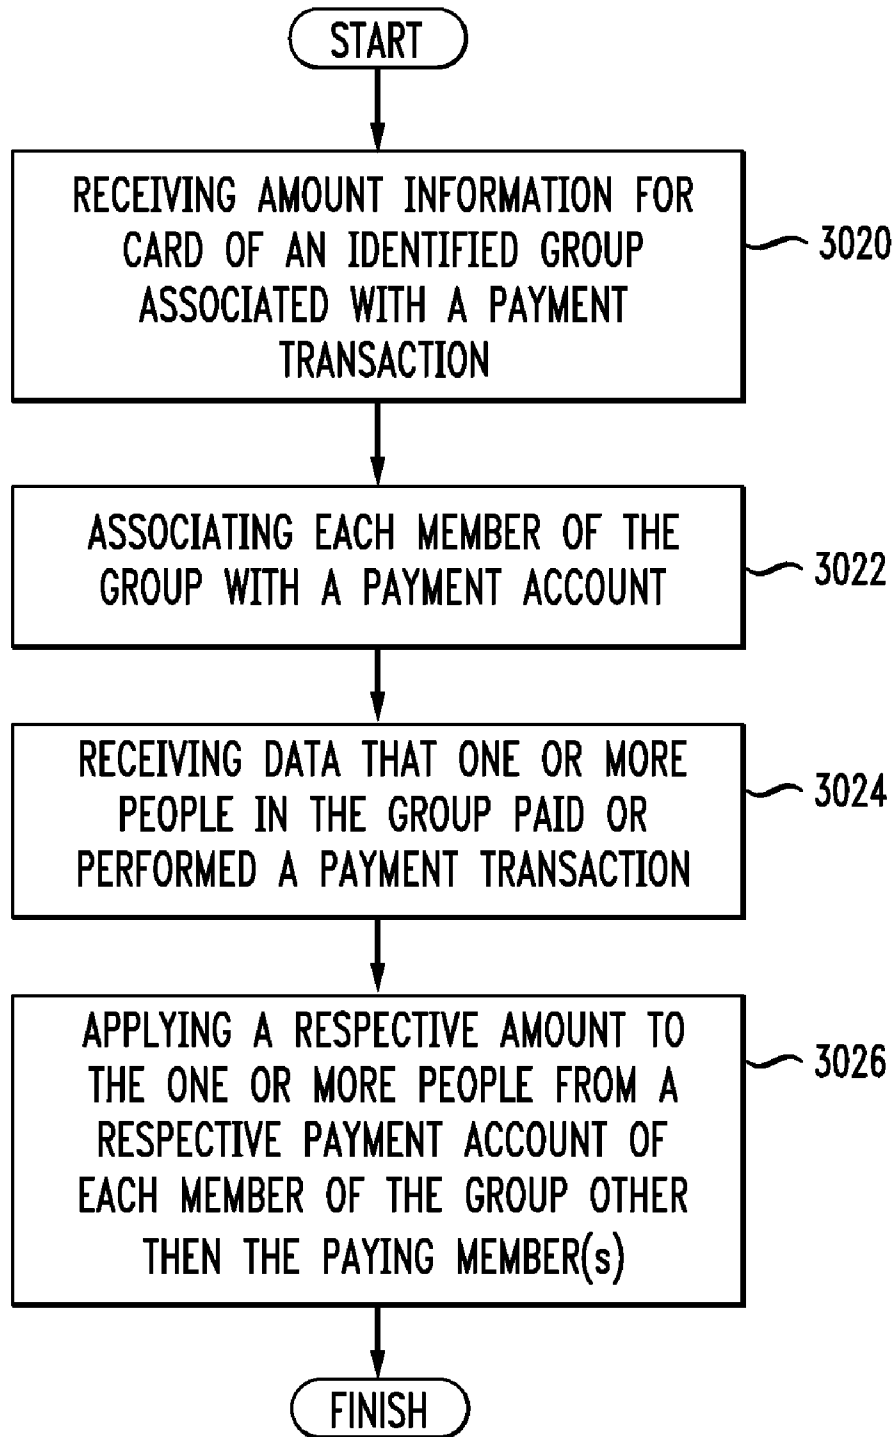 START
RECEIVING AMOUNT INFORMATION FOR
CARD OF AN IDENTIFIED GROUP
ASSOCIATED WITH A PAYMENT
TRANSACTION
3020
ASSOCIATING EACH MEMBER OF THE
GROUP WITH A PAYMENT ACCOUNT
3022
RECEIVING DATA THAT ONE OR MORE
PEOPLE IN THE GROUP PAID OR
PERFORMED A PAYMENT TRANSACTION
3024
APPLYING A RESPECTIVE AMOUNT TO
THE ONE OR MORE PEOPLE FROM A
RESPECTIVE PAYMENT ACCOUNT OF
EACH MEMBER OF THE GROUP OTHER
THEN THE PAYING MEMBER(s)
3026
FINISH